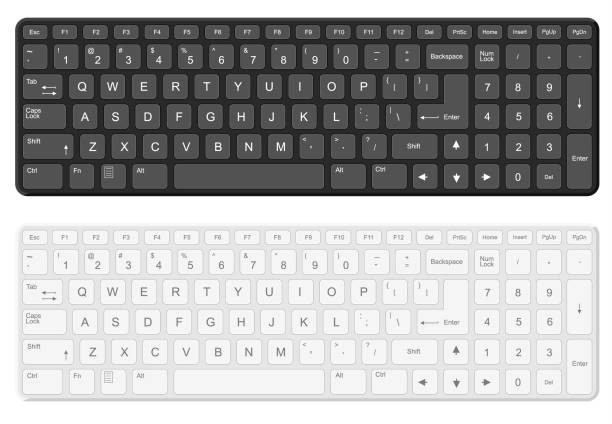 Esc F1 F2 F3 F4 F5 F6 F7 F8 F9 F10 F11 F12 Del PrtSc Home Insert PgUp PgDn
~ ! @ # $ % ^ & * ( ) — +
- 1 2 3 4 5 6 7 8 9 0 - = Backspace Num Lock / * -
Tab Q W E R T Y U I O P { | } | 7 8 9
Caps Lock A S D F G H J K L : ; | \ Enter 4 5 6
Shift Z X C V B N M < , > . ? / Shift 1 2 3 Enter
Ctrl Fn Alt Alt Ctrl 0 Del
Esc F1 F2 F3 F4 F5 F6 F7 F8 F9 F10 F11 F12 Del PrtSc Home Insert PgUp PgDn
~ ! @ # $ % ^ & * ( ) — +
- 1 2 3 4 5 6 7 8 9 0 - = Backspace Num Lock / * -
Tab Q W E R T Y U I O P { | } | 7 8 9
Caps Lock A S D F G H J K L : ; | \ Enter 4 5 6
Shift Z X C V B N M < , > . ? / Shift 1 2 3 Enter
Ctrl Fn Alt Alt Ctrl 0 Del